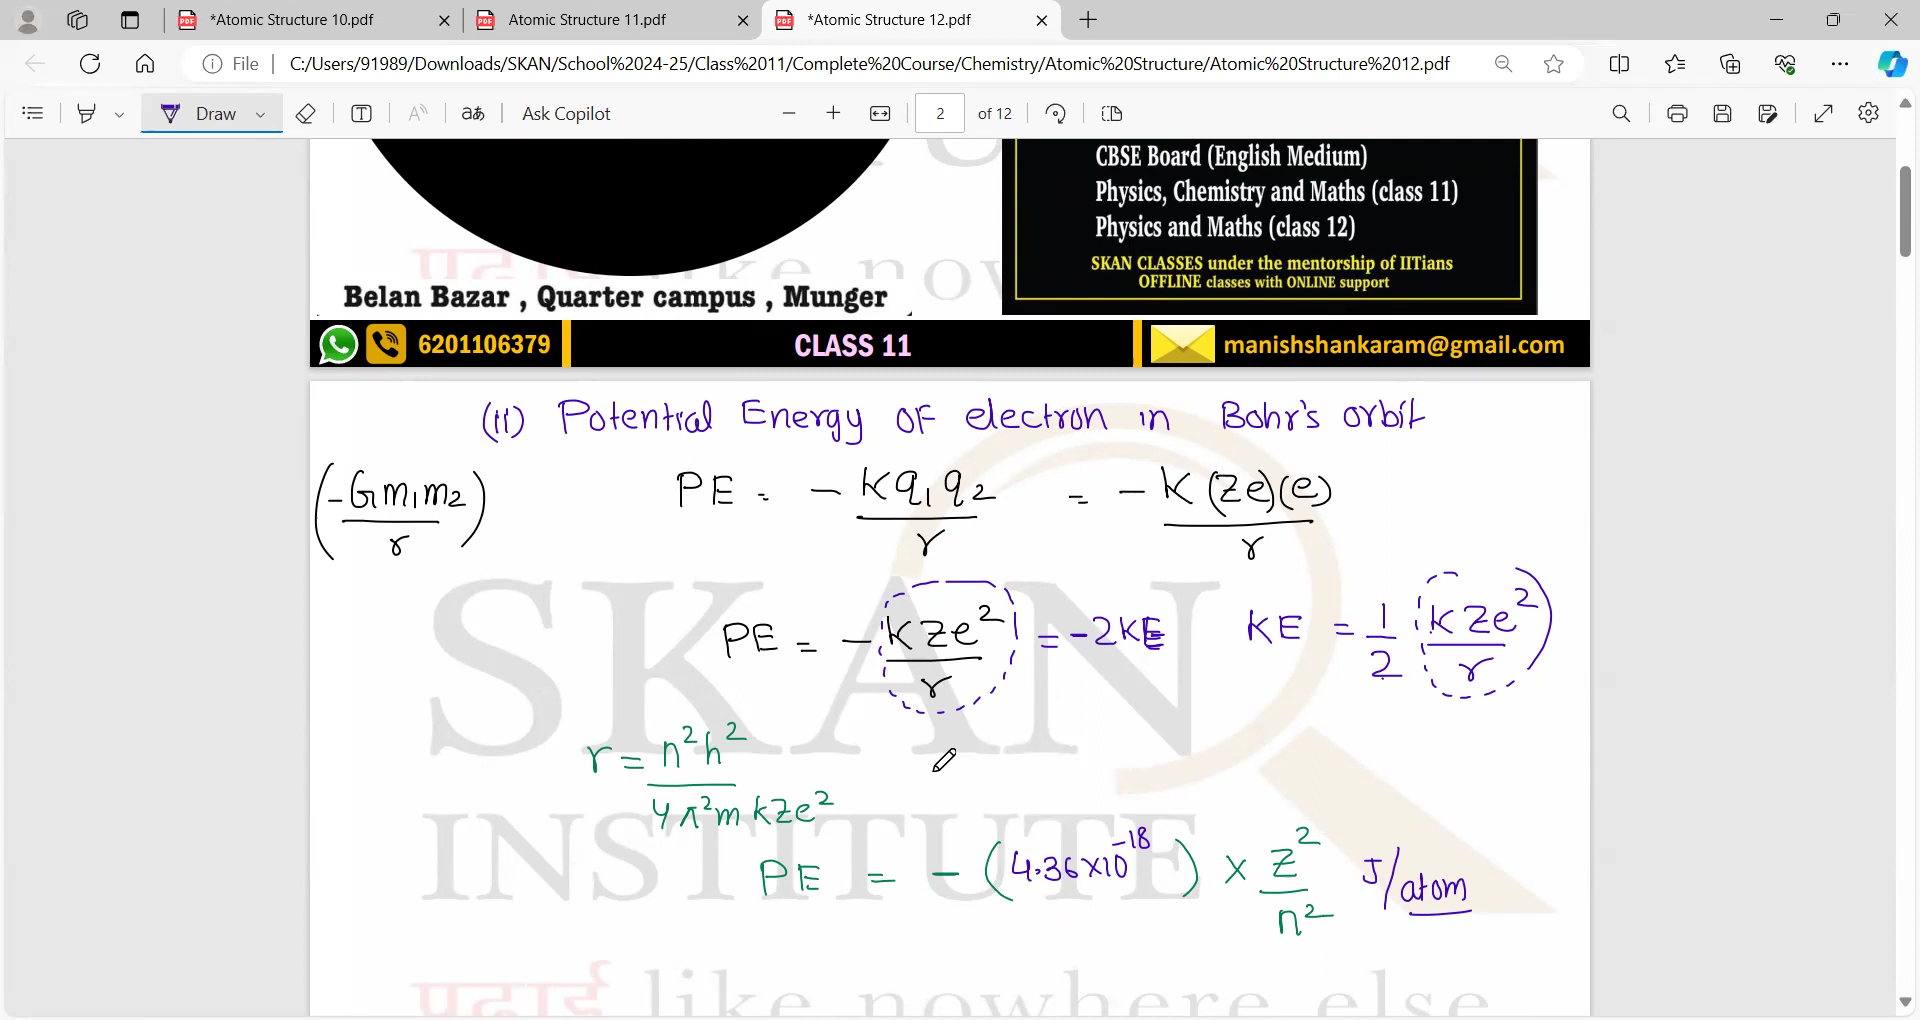 *Atomic Structure 10.pdf
Atomic Structure 11.pdf
*Atomic Structure 12.pdf
File
C:/Users/91989/Downloads/SKAN/School%2024-25/Class%2011/Complete%20Course/Chemistry/Atomic%20Structure/Atomic%20Structure%2012.pdf
Draw
aあ
Ask Copilot
2 of 12
CBSE Board (English Medium)
Physics, Chemistry and Maths (class 11)
Physics and Maths (class 12)
SKAN CLASSES under the mentorship of IITians
OFFLINE classes with ONLINE support
Belan Bazar , Quarter campus , Munger
6201106379
CLASS 11
manishshankaram@gmail.com
(II) Potential Energy of electron in Bohr's orbit
(-Gm₁m₂/r) PE = -Kq₁q₂/r = -K(Ze)(e)/r
PE = -KZe²/r = -2KE KE = 1/2 (KZe²/r)
r = n²h²/4π²mKZe²
PE = -(4.36×10⁻¹⁸) × Z²/n² J/atom
SKAN
INSTITUTE
पढाई like nowhere else